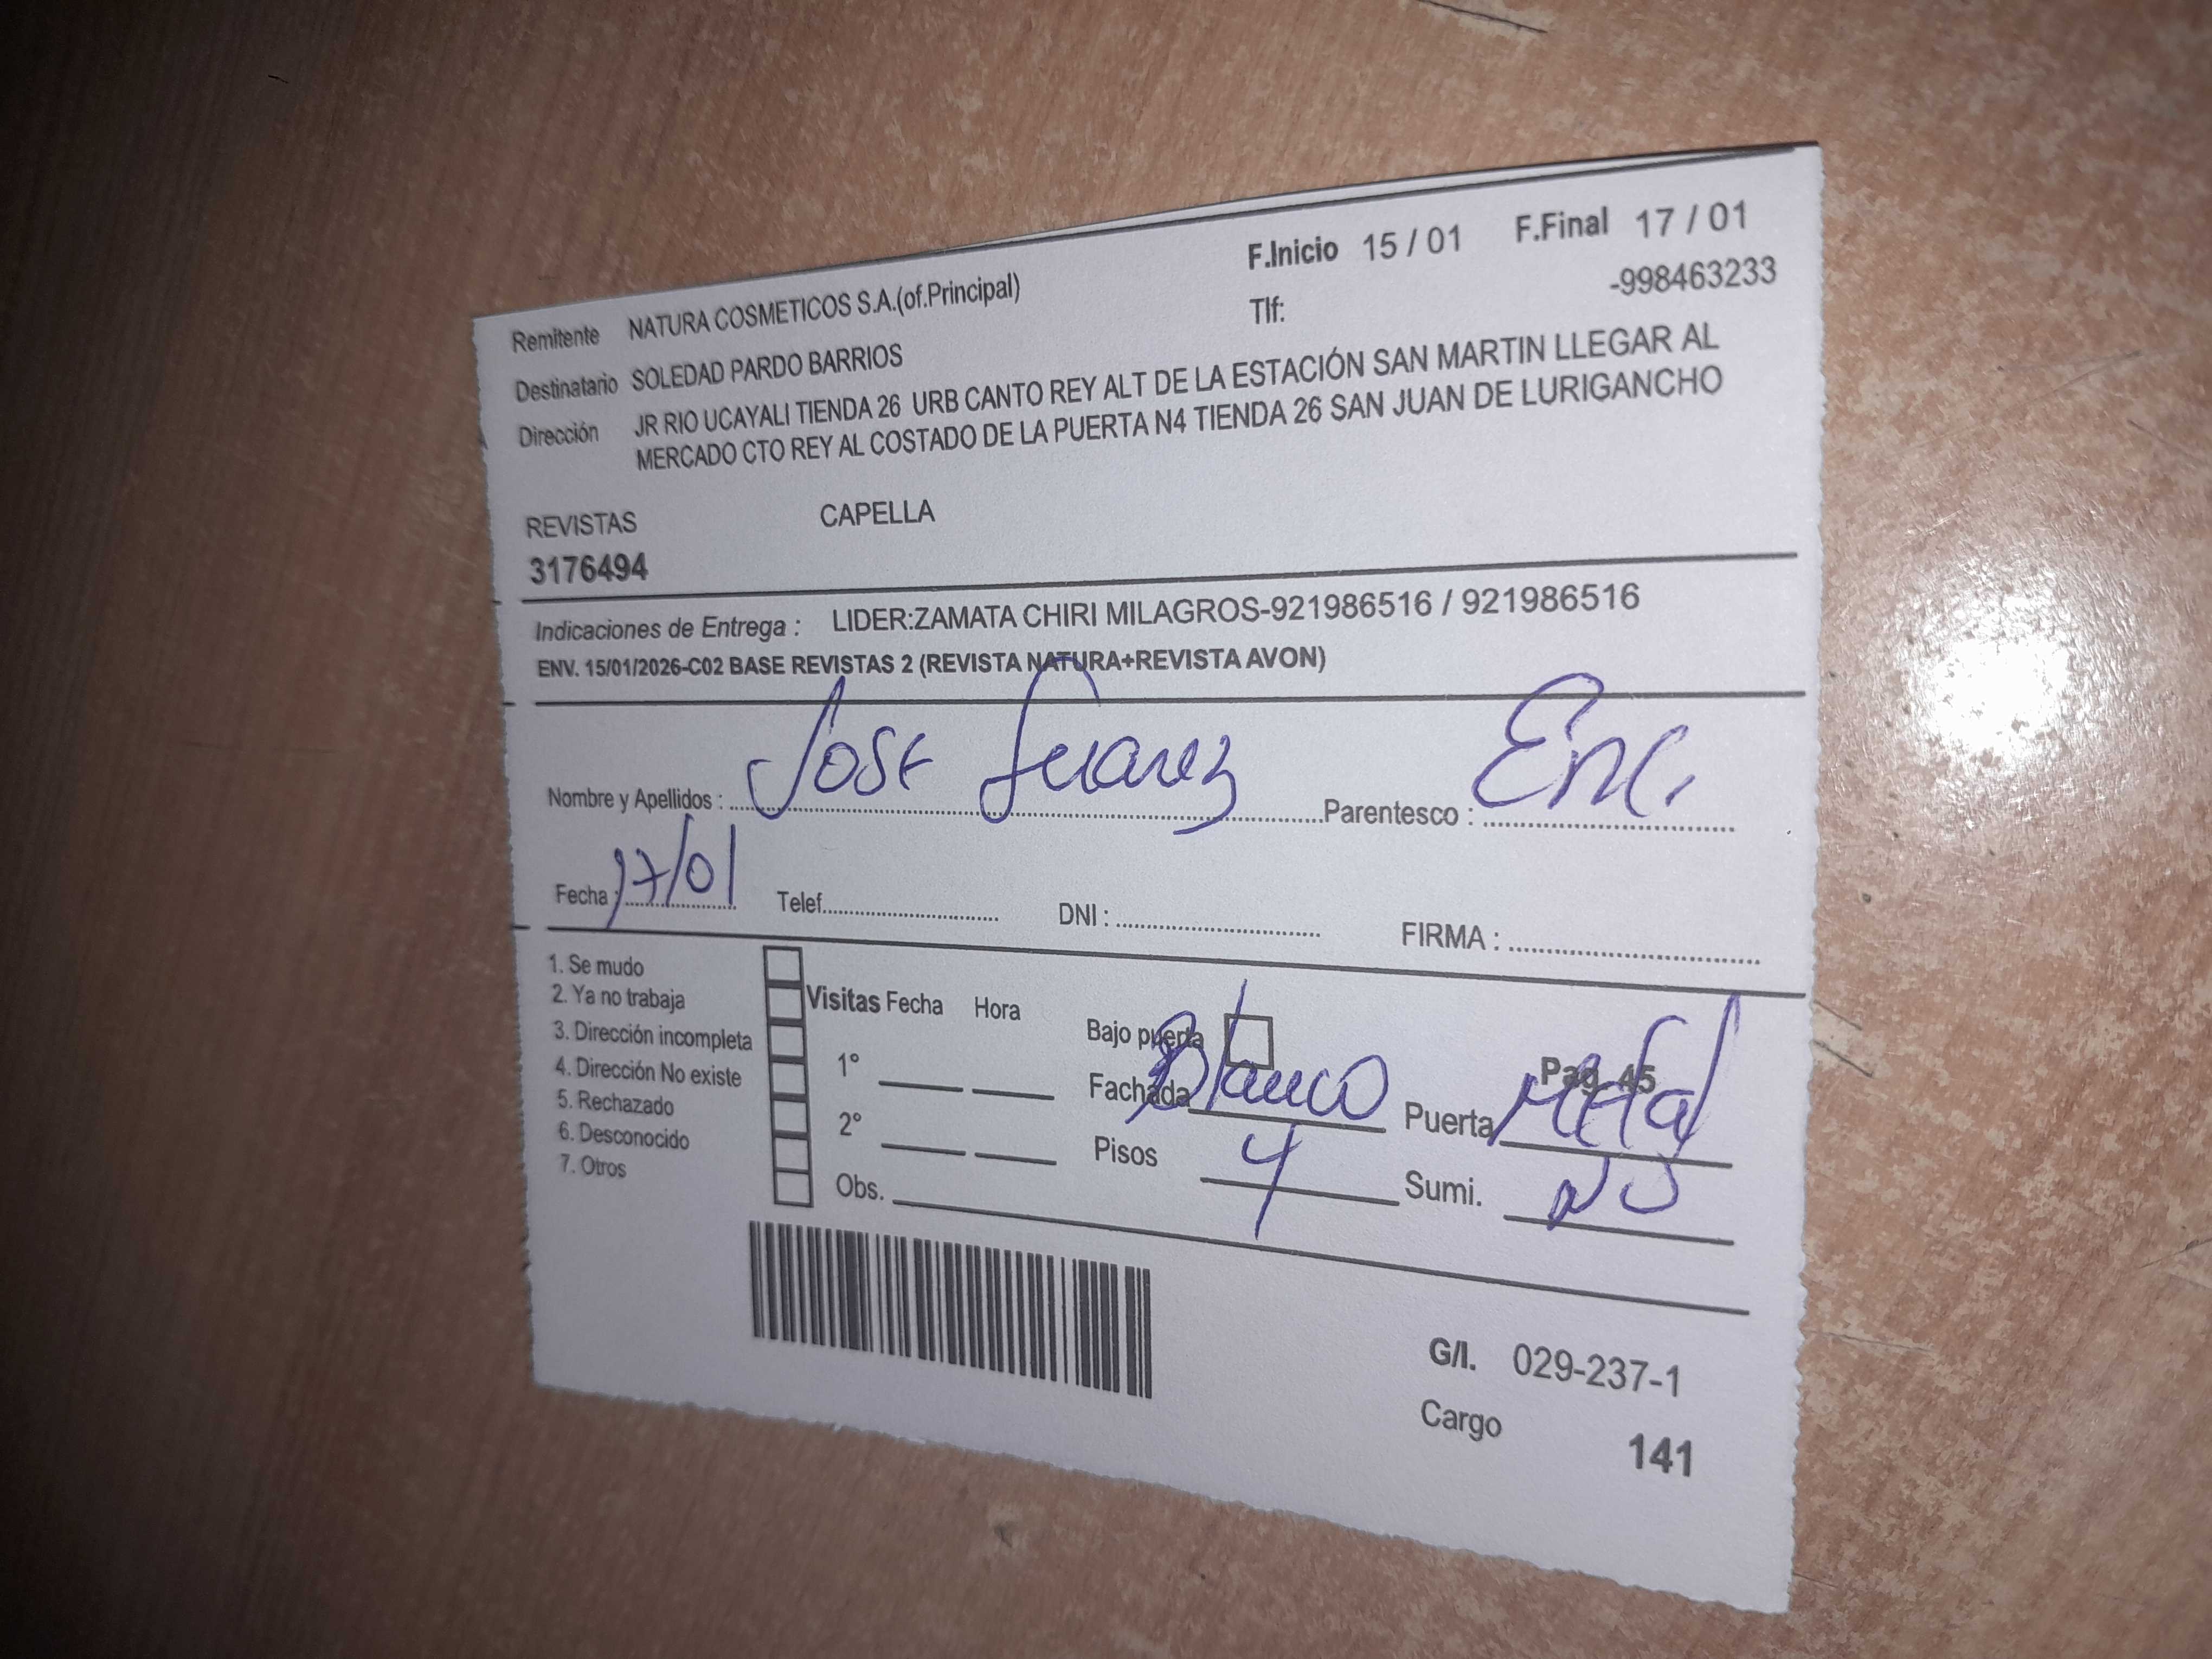 F.Inicio 15 / 01 F.Final 17 / 01
Remitente NATURA COSMETICOS S.A.(of.Principal) Tlf: -998463233
Destinatario SOLEDAD PARDO BARRIOS
Dirección JR RIO UCAYALI TIENDA 26 URB CANTO REY ALT DE LA ESTACIÓN SAN MARTIN LLEGAR AL
MERCADO CTO REY AL COSTADO DE LA PUERTA N4 TIENDA 26 SAN JUAN DE LURIGANCHO
REVISTAS CAPELLA
3176494
Indicaciones de Entrega : LIDER:ZAMATA CHIRI MILAGROS-921986516 / 921986516
ENV. 15/01/2026-C02 BASE REVISTAS 2 (REVISTA NATURA+REVISTA AVON)
Nombre y Apellidos : Jose Suarez Parentesco : Enc.
Fecha : 17/01 Telef. DNI : FIRMA :
1. Se mudo
2. Ya no trabaja
3. Dirección incompleta
4. Dirección No existe
5. Rechazado
6. Desconocido
7. Otros
Visitas Fecha Hora
1°
2°
Obs.
Bajo puerta Pag. 45
Fachada Blanco Puerta Metal
Pisos 4 Sumi.
G/I. 029-237-1
Cargo 141